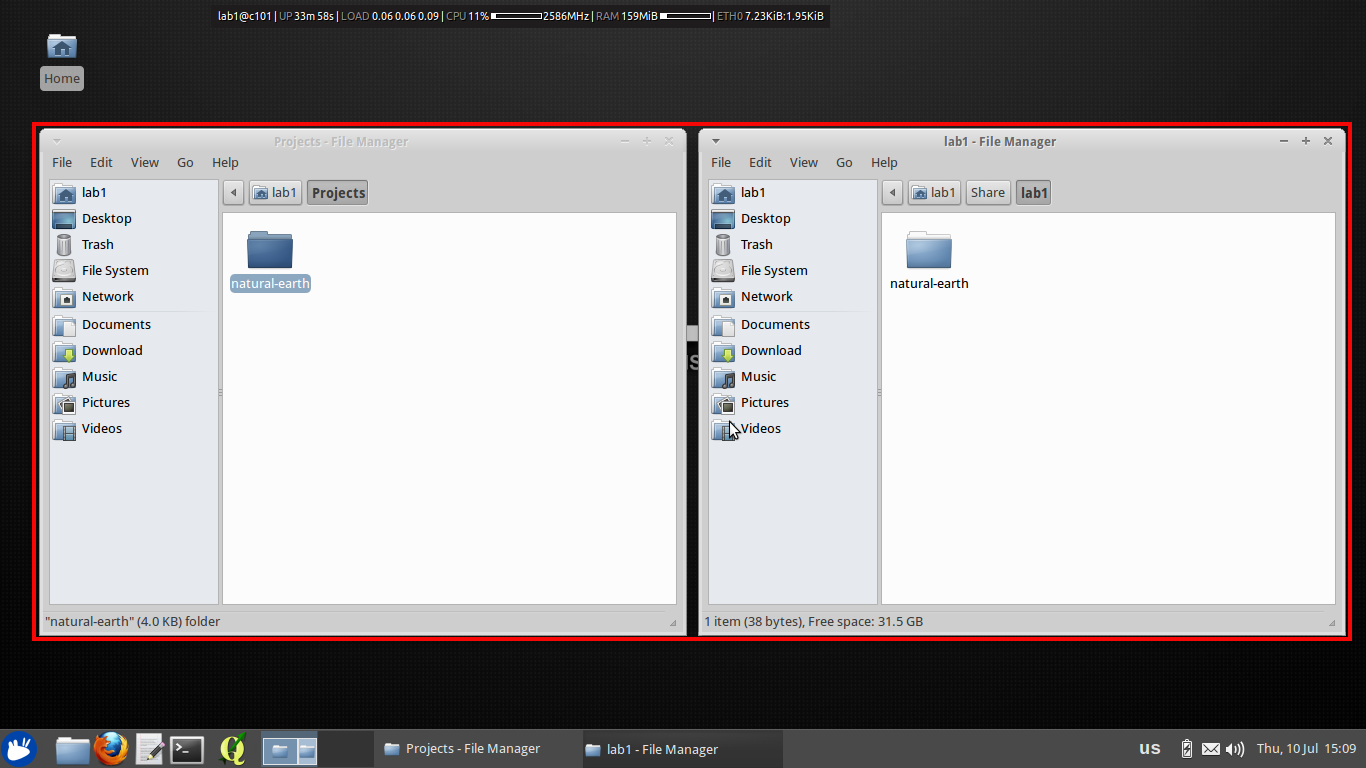 lab1@c101 | UP 33m 58s | LOAD 0.06 0.06 0.09 | CPU 11% 2586MHz | RAM 159MiB | ETH0 7.23KiB:1.95KiB
Home
Projects - File Manager
File Edit View Go Help
lab1
Desktop
Trash
File System
Network
Documents
Download
Music
Pictures
Videos
lab1 Projects
natural-earth
"natural-earth" (4.0 KB) folder
lab1 - File Manager
File Edit View Go Help
lab1
Desktop
Trash
File System
Network
Documents
Download
Music
Pictures
Videos
lab1 Share lab1
natural-earth
1 item (38 bytes), Free space: 31.5 GB
Projects - File Manager
lab1 - File Manager
us
Thu, 10 Jul 15:09